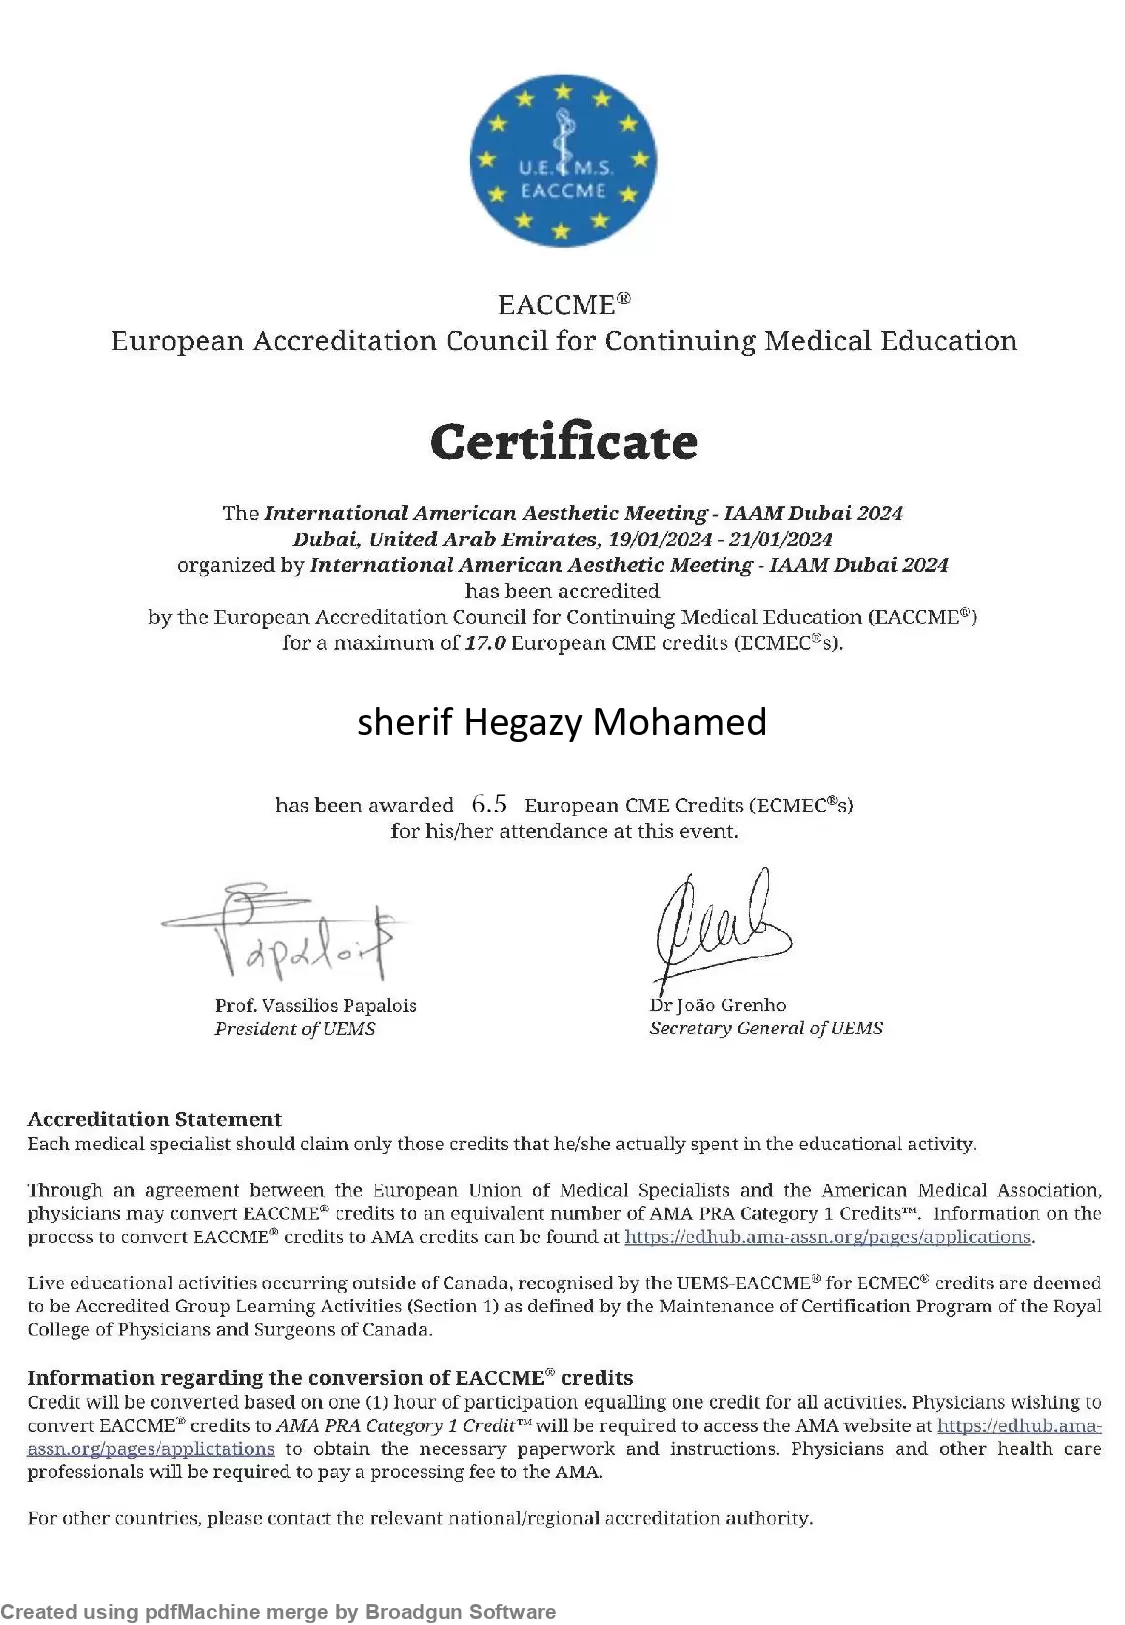 U.E.M.S.
EACCME
EACCME®
European Accreditation Council for Continuing Medical Education
Certificate
The International American Aesthetic Meeting - IAAM Dubai 2024
Dubai, United Arab Emirates, 19/01/2024 - 21/01/2024
organized by International American Aesthetic Meeting - IAAM Dubai 2024
has been accredited
by the European Accreditation Council for Continuing Medical Education (EACCME®)
for a maximum of 17.0 European CME credits (ECMEC®s).
sherif Hegazy Mohamed
has been awarded 6.5 European CME Credits (ECMEC®s)
for his/her attendance at this event.
Papalois
Prof. Vassilios Papalois
President of UEMS
Dr João Grenho
Secretary General of UEMS
Accreditation Statement
Each medical specialist should claim only those credits that he/she actually spent in the educational activity.
Through an agreement between the European Union of Medical Specialists and the American Medical Association,
physicians may convert EACCME® credits to an equivalent number of AMA PRA Category 1 Credits™. Information on the
process to convert EACCME® credits to AMA credits can be found at https://edhub.ama-assn.org/pages/applications.
Live educational activities occurring outside of Canada, recognised by the UEMS-EACCME® for ECMEC® credits are deemed
to be Accredited Group Learning Activities (Section 1) as defined by the Maintenance of Certification Program of the Royal
College of Physicians and Surgeons of Canada.
Information regarding the conversion of EACCME® credits
Credit will be converted based on one (1) hour of participation equalling one credit for all activities. Physicians wishing to
convert EACCME® credits to AMA PRA Category 1 Credit™ will be required to access the AMA website at https://edhub.ama-
assn.org/pages/applictations to obtain the necessary paperwork and instructions. Physicians and other health care
professionals will be required to pay a processing fee to the AMA.
For other countries, please contact the relevant national/regional accreditation authority.
Created using pdfMachine merge by Broadgun Software